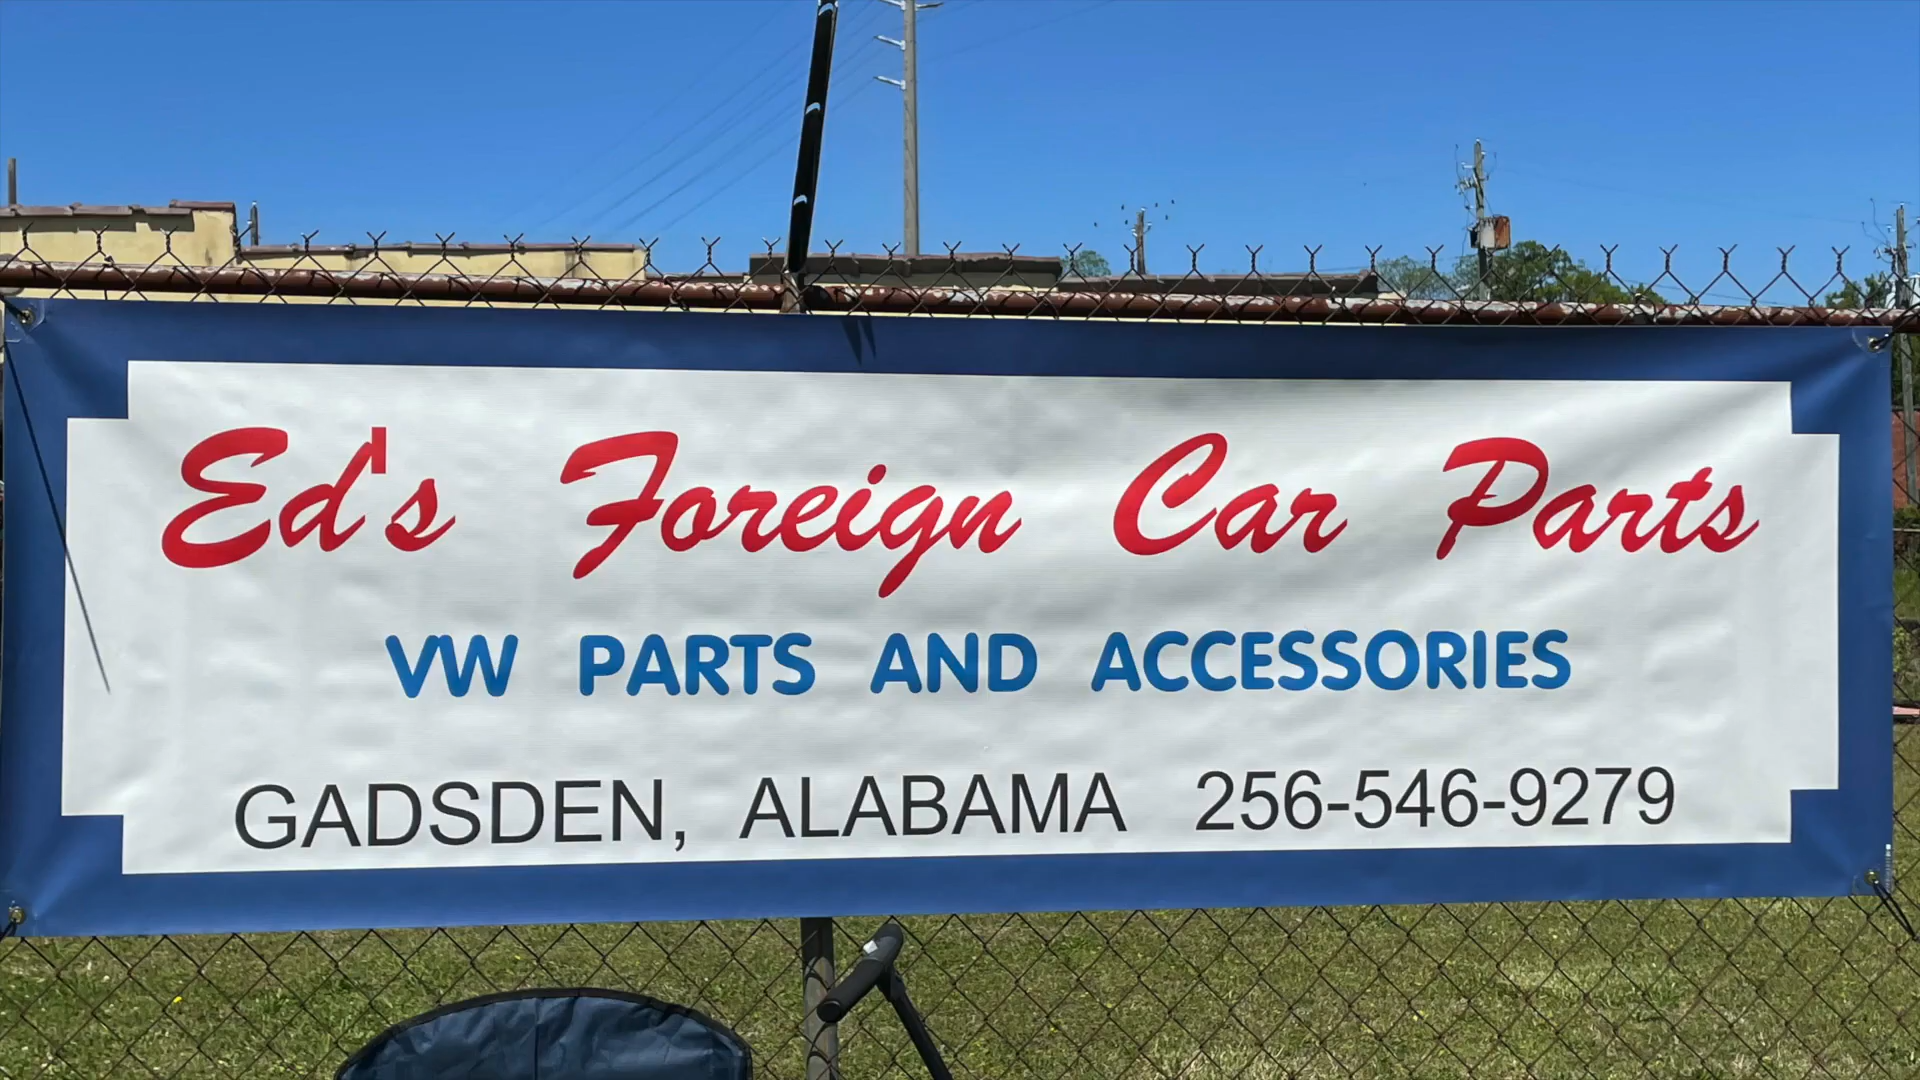 Ed's Foreign Car Parts
VW PARTS AND ACCESSORIES
GADSDEN, ALABAMA 256-546-9279